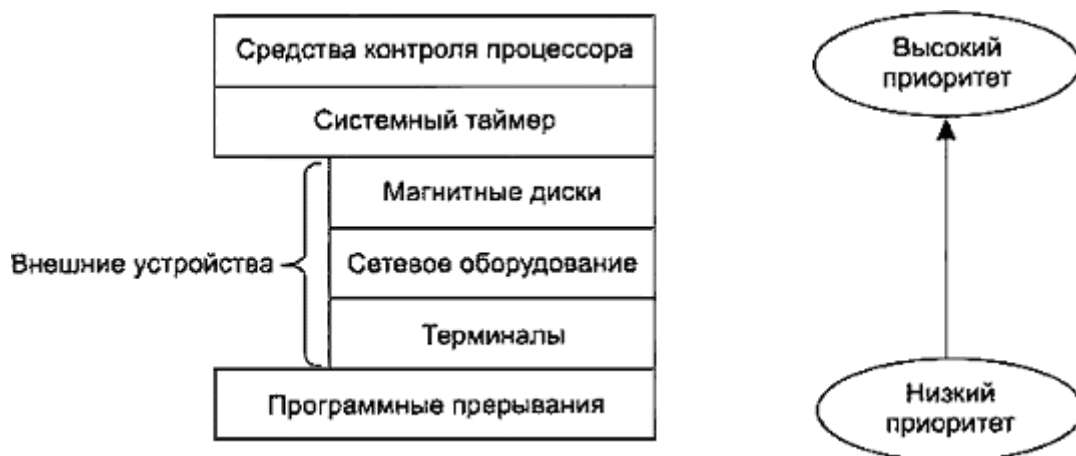 Средства контроля процессора
Системный таймер
Магнитные диски
Внешние устройства
Сетевое оборудование
Терминалы
Программные прерывания
Высокий
приоритет
Низкий
приоритет